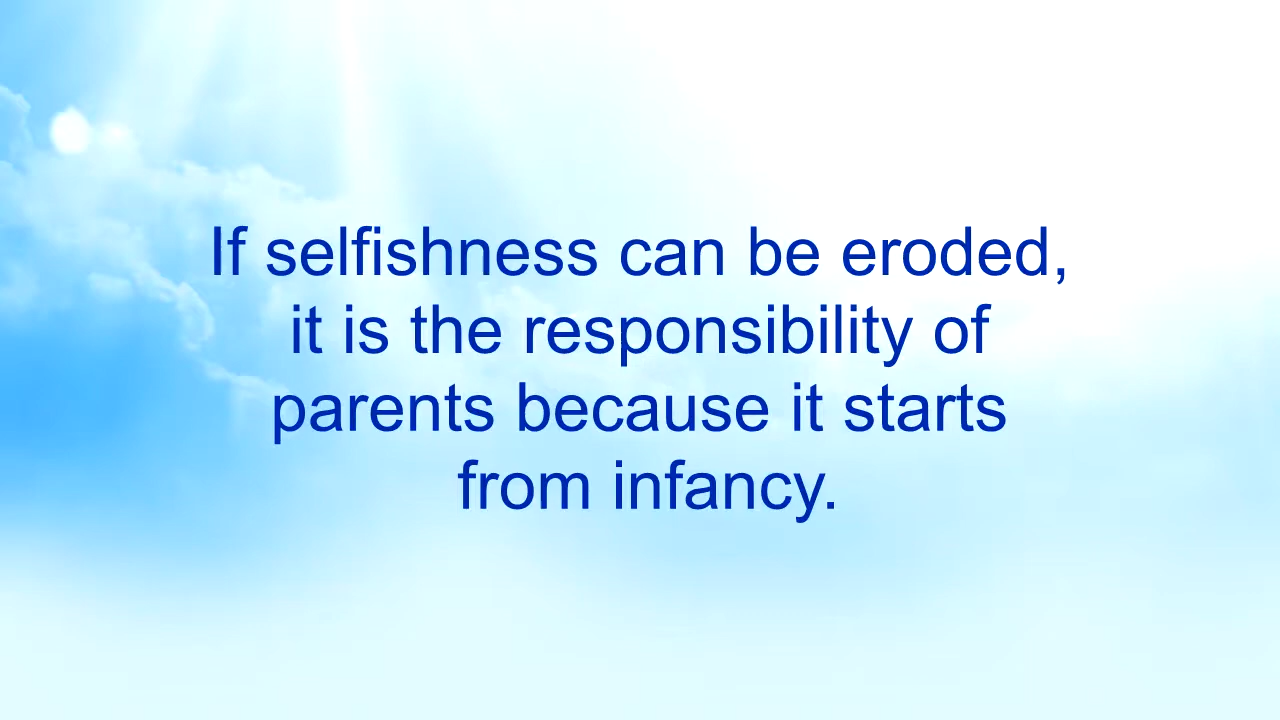 If selfishness can be eroded,
it is the responsibility of
parents because it starts
from infancy.